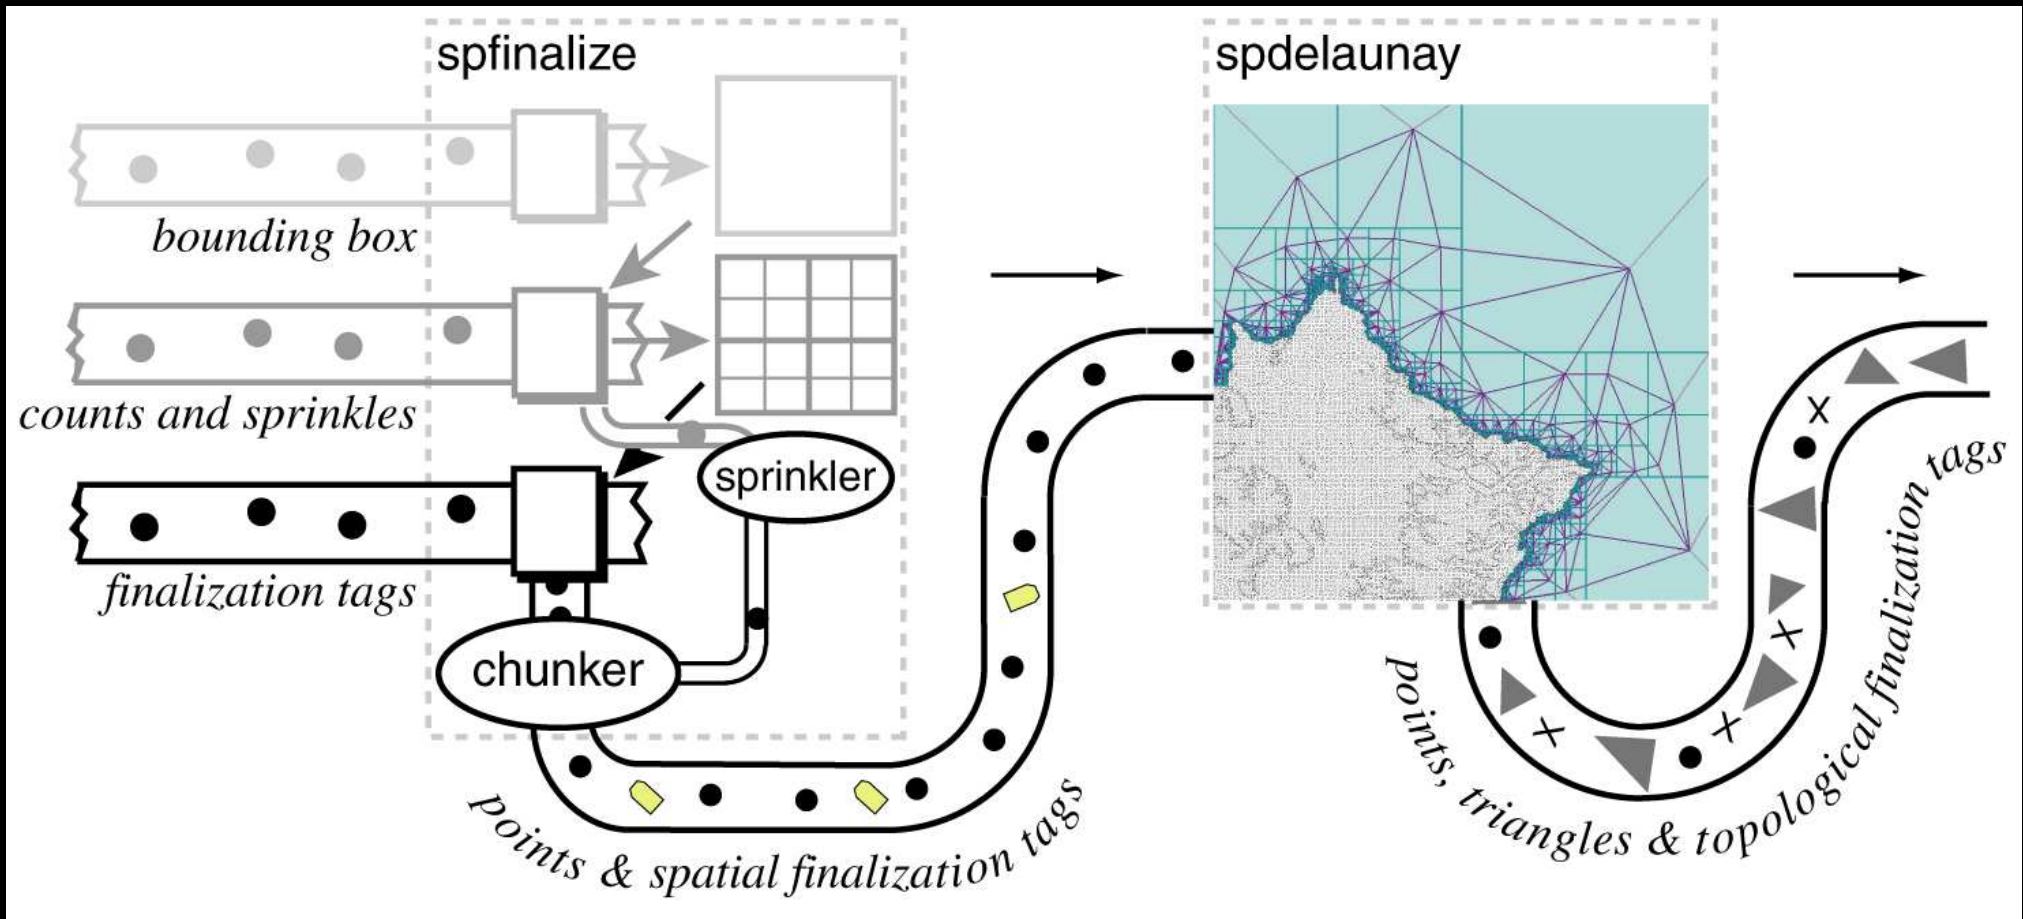 spfinalize
spdelaunay
bounding box
counts and sprinkles
sprinkler
finalization tags
chunker
points & spatial finalization tags
points, triangles & topological finalization tags
x
x
x
x